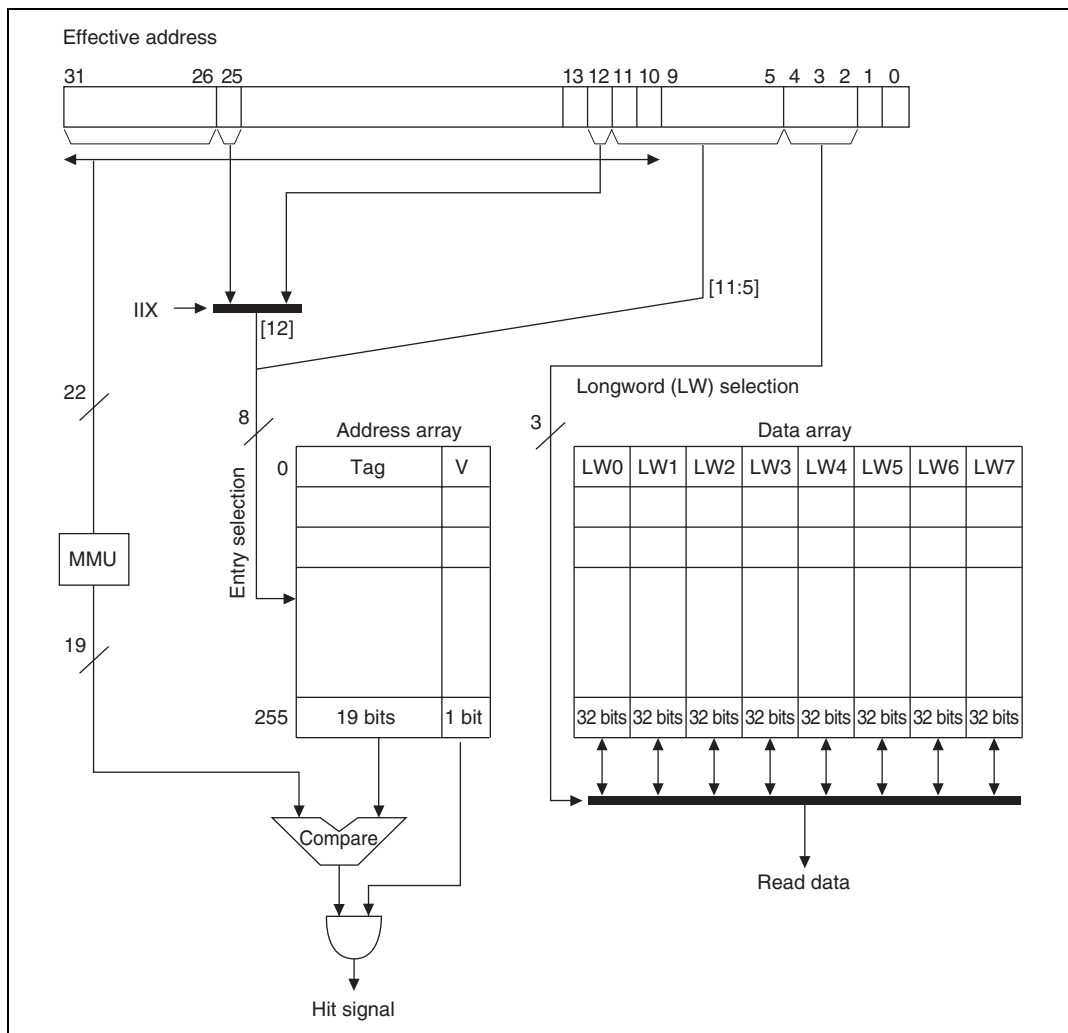 Effective address
31 26 25 13 12 11 10 9 5 4 3 2 1 0
[11:5]
IIX
[12]
22
8
Longword (LW) selection
3
Address array
Data array
0 Tag V
LW0 LW1 LW2 LW3 LW4 LW5 LW6 LW7
Entry selection
MMU
19
255 19 bits 1 bit
32 bits 32 bits 32 bits 32 bits 32 bits 32 bits 32 bits 32 bits
Compare
Read data
Hit signal